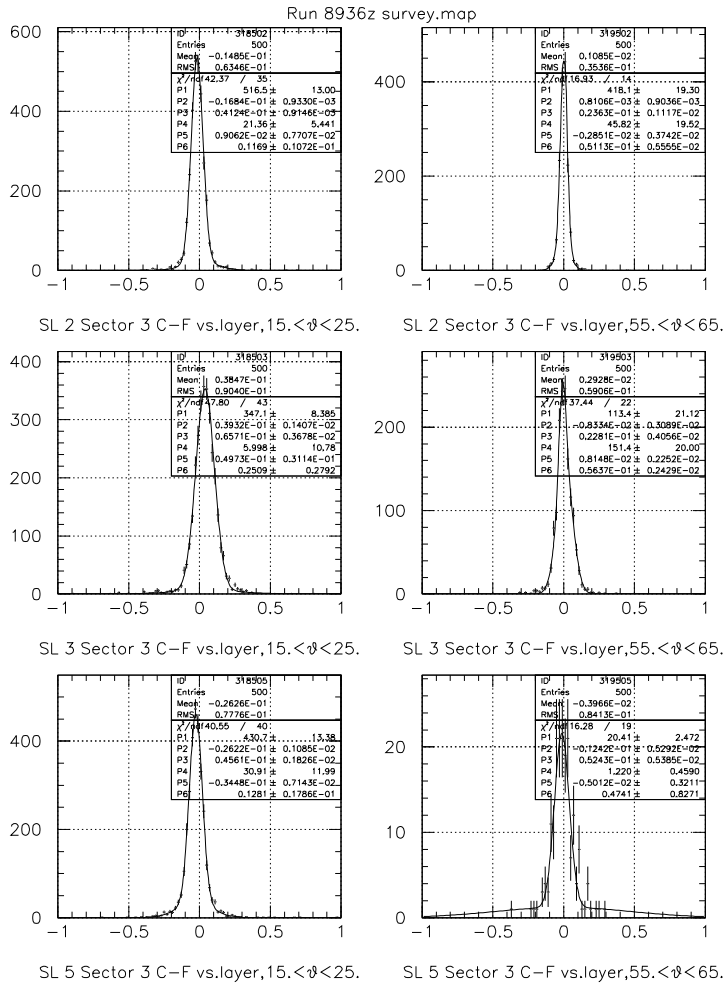 Run 8936z survey.map
ID 318502
Entries 500
Mean -0.1485E-01
RMS 0.6346E-01
χ²/ndf 42.37 / 35
P1 516.5 ± 13.00
P2 -0.1684E-01 ± 0.9330E-03
P3 0.4124E-01 ± 0.9146E-03
P4 21.36 ± 5.441
P5 0.9062E-02 ± 0.7707E-02
P6 0.1169 ± 0.1072E-01
600
400
200
0
-1 -0.5 0 0.5 1
SL 2 Sector 3 C-F vs.layer,15.<ϑ<25.
ID 319502
Entries 500
Mean 0.1085E-02
RMS 0.3536E-01
χ²/ndf 16.93 / 14
P1 418.1 ± 19.30
P2 0.8106E-03 ± 0.9036E-03
P3 0.2363E-01 ± 0.1117E-02
P4 45.82 ± 19.52
P5 -0.2851E-02 ± 0.3742E-02
P6 0.5113E-01 ± 0.5555E-02
400
200
0
-1 -0.5 0 0.5 1
SL 2 Sector 3 C-F vs.layer,55.<ϑ<65.
ID 318503
Entries 500
Mean 0.3847E-01
RMS 0.9040E-01
χ²/ndf 47.80 / 43
P1 347.1 ± 8.385
P2 0.3932E-01 ± 0.1407E-02
P3 0.6571E-01 ± 0.3678E-02
P4 5.998 ± 10.78
P5 0.4973E-01 ± 0.3114E-01
P6 0.2509 ± 0.2792
400
300
200
100
0
-1 -0.5 0 0.5 1
SL 3 Sector 3 C-F vs.layer,15.<ϑ<25.
ID 319503
Entries 500
Mean 0.2928E-02
RMS 0.5906E-01
χ²/ndf 37.44 / 22
P1 113.4 ± 21.12
P2 -0.8334E-02 ± 0.3089E-02
P3 0.2281E-01 ± 0.4056E-02
P4 151.4 ± 20.00
P5 0.8148E-02 ± 0.2252E-02
P6 0.5637E-01 ± 0.2429E-02
200
100
0
-1 -0.5 0 0.5 1
SL 3 Sector 3 C-F vs.layer,55.<ϑ<65.
ID 318505
Entries 500
Mean -0.2626E-01
RMS 0.7776E-01
χ²/ndf 40.55 / 40
P1 430.7 ± 13.38
P2 -0.2622E-01 ± 0.1085E-02
P3 0.4561E-01 ± 0.1826E-02
P4 30.91 ± 11.99
P5 -0.3448E-01 ± 0.7143E-02
P6 0.1281 ± 0.1786E-01
400
200
0
-1 -0.5 0 0.5 1
SL 5 Sector 3 C-F vs.layer,15.<ϑ<25.
ID 319505
Entries 500
Mean -0.3966E-02
RMS 0.8413E-01
χ²/ndf 16.28 / 19
P1 20.41 ± 2.472
P2 -0.1242E-01 ± 0.5292E-02
P3 0.5243E-01 ± 0.5385E-02
P4 1.220 ± 0.4590
P5 -0.5012E-02 ± 0.3211
P6 0.4741 ± 0.8271
20
10
0
-1 -0.5 0 0.5 1
SL 5 Sector 3 C-F vs.layer,55.<ϑ<65.